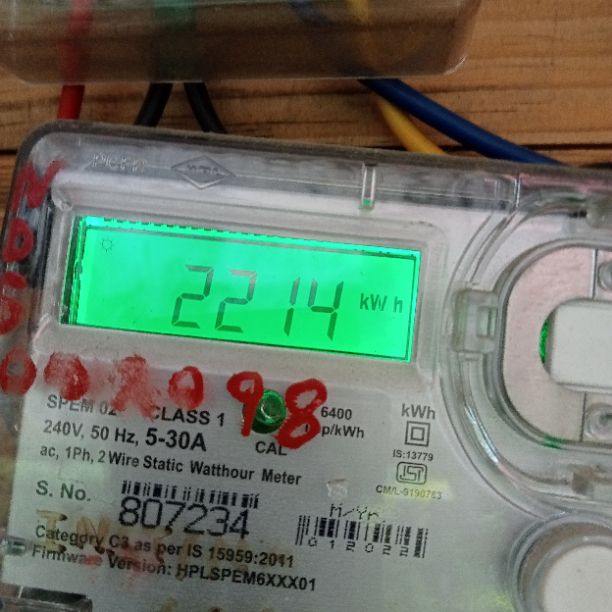 2214 kWh
SPEM 02 CLASS 1
6400
p/kWh
240V, 50 Hz, 5-30A
CAL
ac, 1Ph, 2 Wire Static Watthour Meter
kWh
IS:13779
CM/L-9190763
S. No.
807234
M/Yr
012022
Category C3 as per IS 15959:2011
Firmware Version: HPLSPEM6XXX01